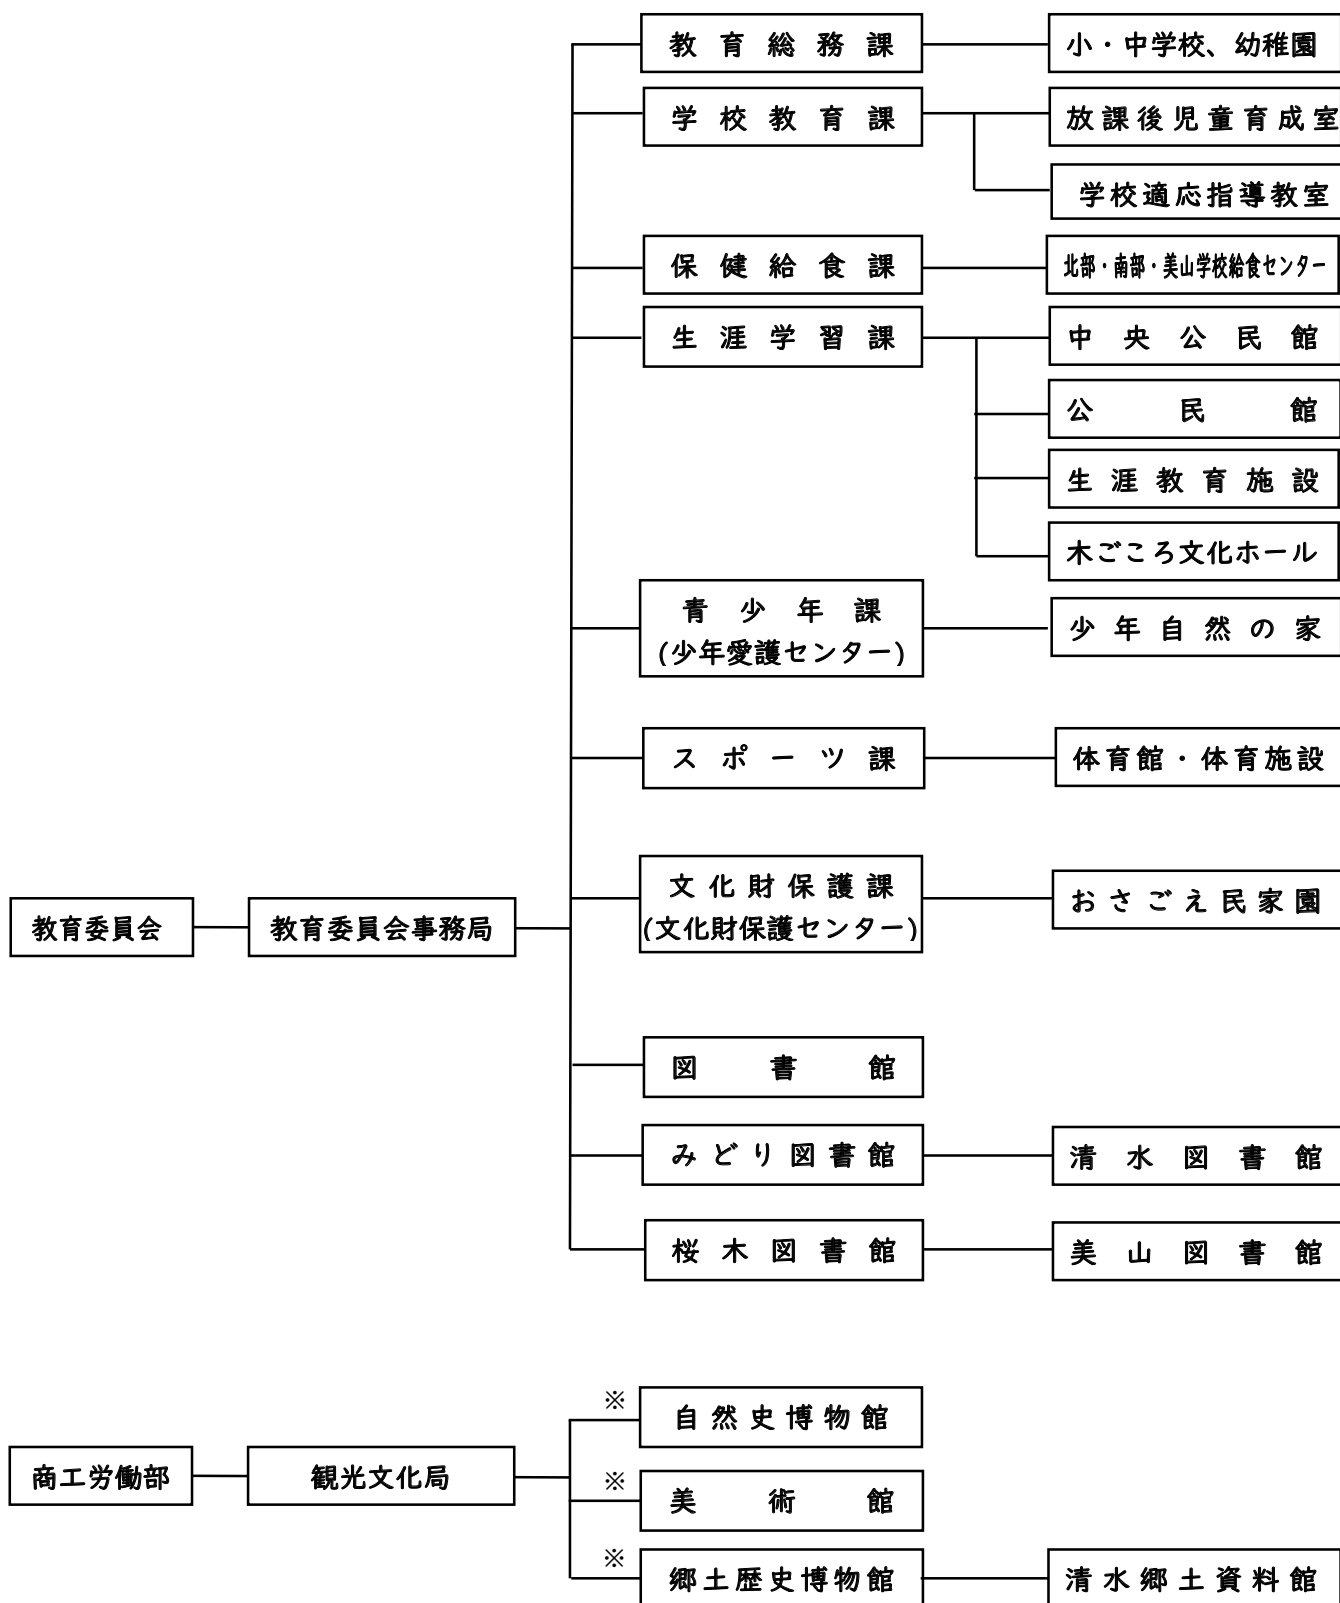 教育総務課
小・中学校、幼稚園
学校教育課
放課後児童育成室
学校適応指導教室
保健給食課
北部・南部・美山学校給食センター
生涯学習課
中央公民館
公民館
生涯教育施設
木ごころ文化ホール
青少年課
(少年愛護センター)
少年自然の家
スポーツ課
体育館・体育施設
文化財保護課
(文化財保護センター)
おさごえ民家園
教育委員会
教育委員会事務局
図書館
みどり図書館
清水図書館
桜木図書館
美山図書館
※
自然史博物館
商工労働部
観光文化局
※
美術館
※
郷土歴史博物館
清水郷土資料館